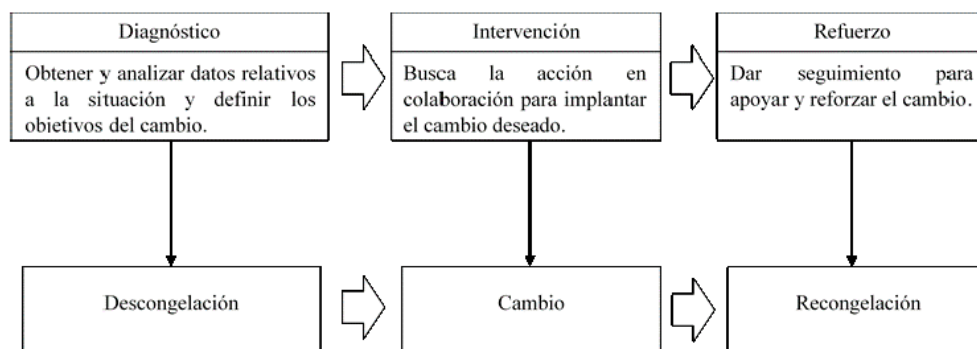 Diagnóstico
Obtener y analizar datos relativos
a la situación y definir los
objetivos del cambio.
Intervención
Busca la acción en
colaboración para implantar
el cambio deseado.
Refuerzo
Dar seguimiento para
apoyar y reforzar el cambio.
Descongelación
Cambio
Recongelación